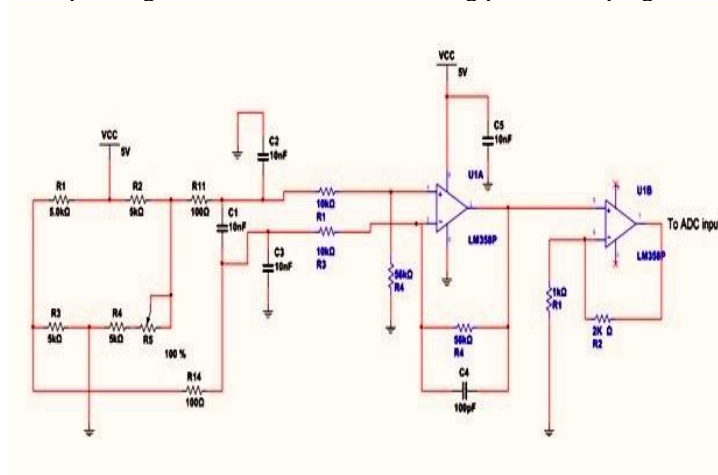 VCC
5V
C5
10nF
C2
10nF
VCC
5V
U1A
U1B
R1
5.0kΩ
R2
5kΩ
R11
100Ω
C1
10nF
10kΩ
R1
To ADC input
C3
10nF
10kΩ
R3
LM358P
LM358P
56kΩ
R4
1kΩ
R1
R3
5kΩ
R4
5kΩ
R5
100 %
56kΩ
R4
2K Ω
R2
R14
100Ω
C4
100pF